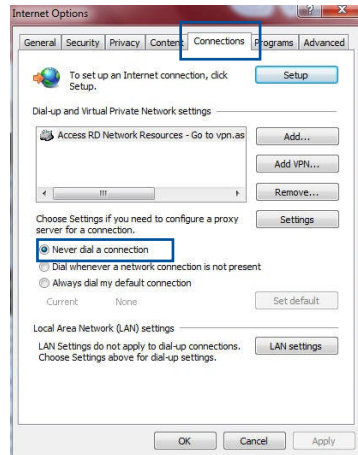 Internet Options
General Security Privacy Content Connections Programs Advanced
To set up an Internet connection, click
Setup.
Setup
Dial-up and Virtual Private Network settings
Access RD Network Resources - Go to vpn.as
Add...
Add VPN...
Remove...
Choose Settings if you need to configure a proxy
server for a connection.
Settings
Never dial a connection
Dial whenever a network connection is not present
Always dial my default connection
Current None
Set default
Local Area Network (LAN) settings
LAN Settings do not apply to dial-up connections.
Choose Settings above for dial-up settings.
LAN settings
OK Cancel Apply